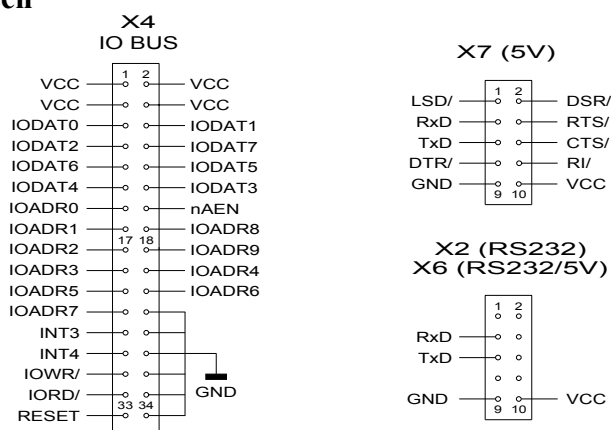 X4
IO BUS
1 2
VCC VCC
VCC VCC
IODAT0 IODAT1
IODAT2 IODAT7
IODAT6 IODAT5
IODAT4 IODAT3
IOADR0 nAEN
IOADR1 IOADR8
17 18
IOADR2 IOADR9
IOADR3 IOADR4
IOADR5 IOADR6
IOADR7
INT3
INT4
IOWR/
IORD/ GND
33 34
RESET
X7 (5V)
1 2
LSD/ DSR/
RxD RTS/
TxD CTS/
DTR/ RI/
GND VCC
9 10
X2 (RS232)
X6 (RS232/5V)
1 2
RxD
TxD
GND VCC
9 10